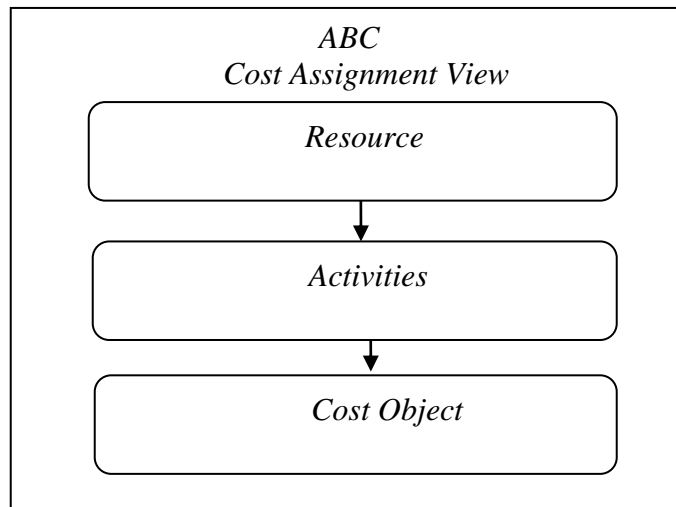 ABC
Cost Assignment View
Resource
Activities
Cost Object